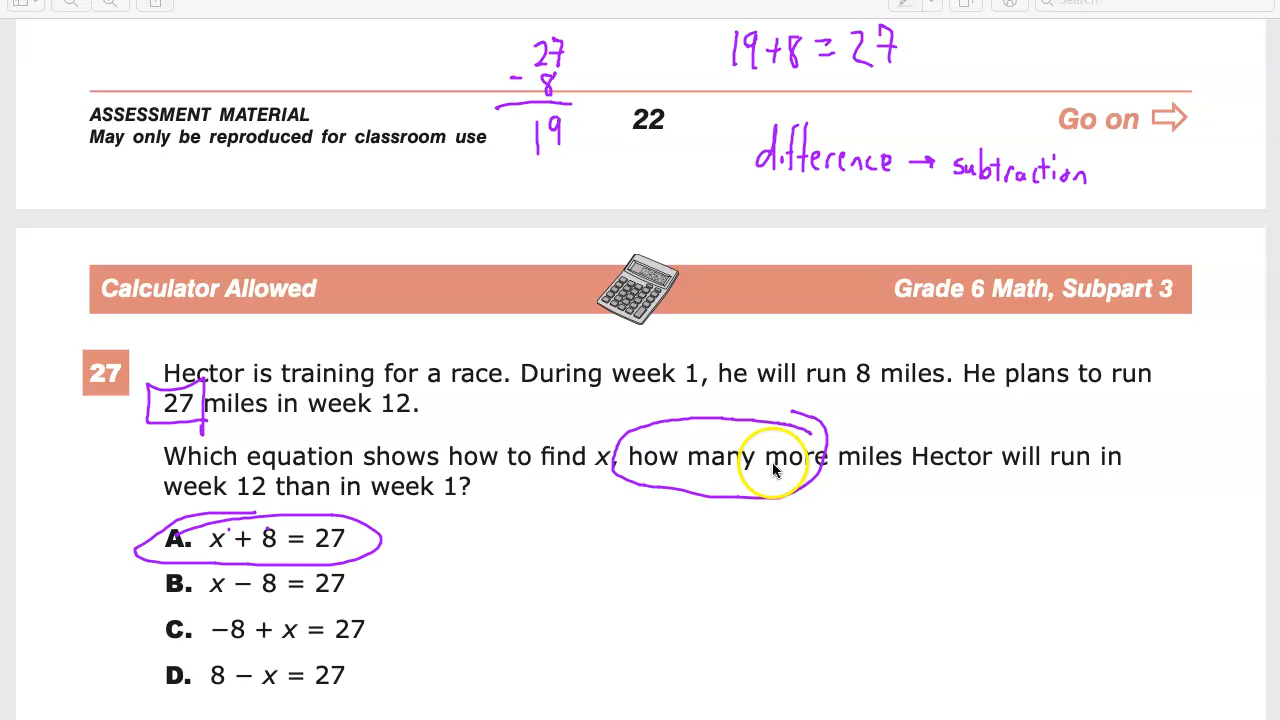 Search
27
19+8=27
- 8
ASSESSMENT MATERIAL
22
Go on
May only be reproduced for classroom use
19
difference → subtraction
Calculator Allowed
Grade 6 Math, Subpart 3
27
Hector is training for a race. During week 1, he will run 8 miles. He plans to run
27 miles in week 12.
Which equation shows how to find x, how many more miles Hector will run in
week 12 than in week 1?
A. x + 8 = 27
B. x − 8 = 27
C. −8 + x = 27
D. 8 − x = 27